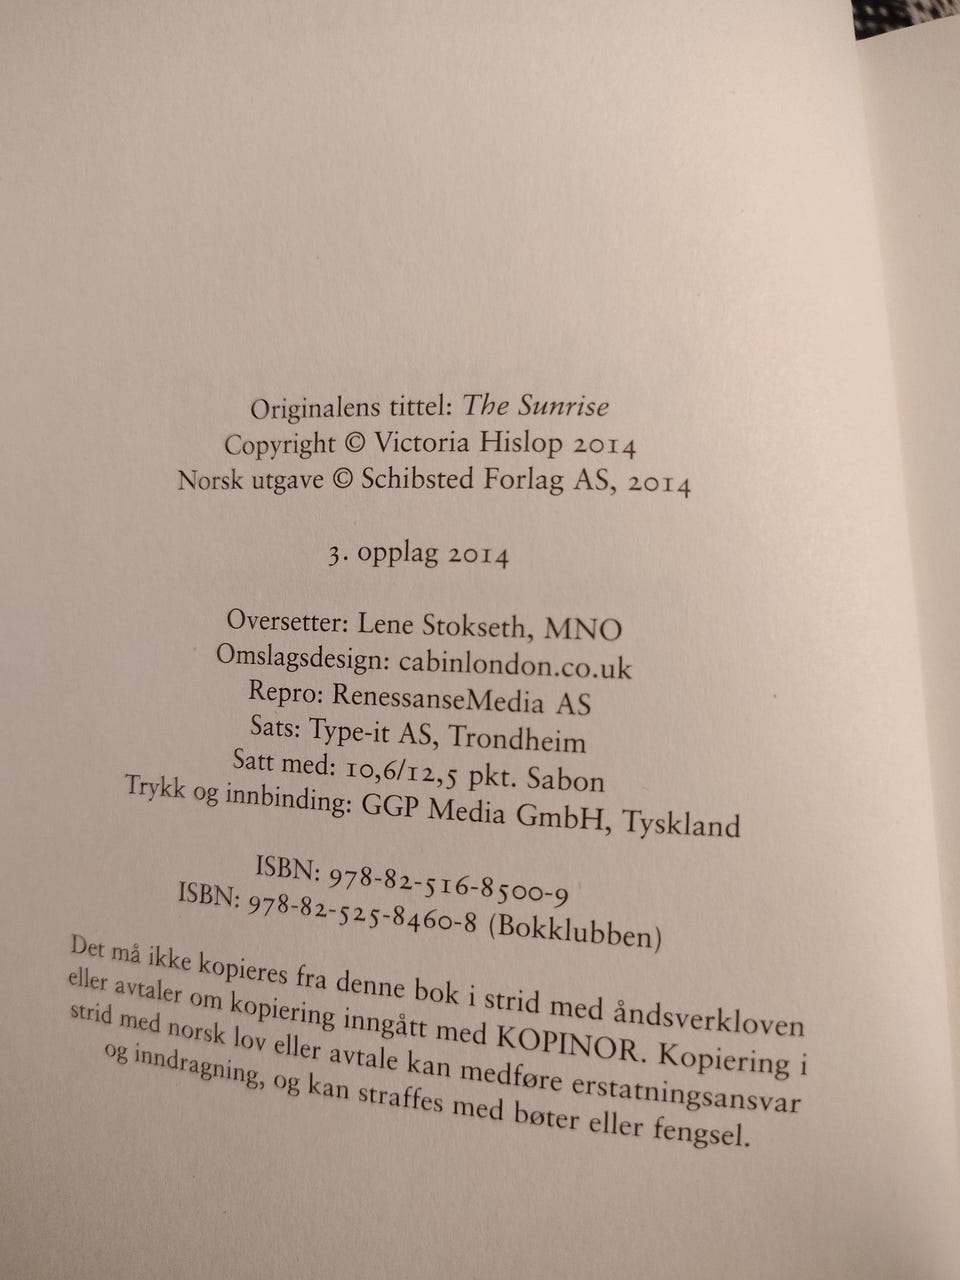 Originalens tittel: The Sunrise
Copyright © Victoria Hislop 2014
Norsk utgave © Schibsted Forlag AS, 2014
3. opplag 2014
Oversetter: Lene Stokseth, MNO
Omslagsdesign: cabinlondon.co.uk
Repro: RenessanseMedia AS
Sats: Type-it AS, Trondheim
Satt med: 10,6/12,5 pkt. Sabon
Trykk og innbinding: GGP Media GmbH, Tyskland
ISBN: 978-82-516-8500-9
ISBN: 978-82-525-8460-8 (Bokklubben)
Det må ikke kopieres fra denne bok i strid med åndsverkloven
eller avtaler om kopiering inngått med KOPINOR. Kopiering i
strid med norsk lov eller avtale kan medføre erstatningsansvar
og inndragning, og kan straffes med bøter eller fengsel.